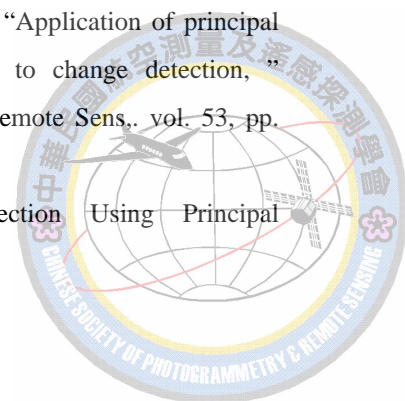 “Application of principal
to change detection, ”
emote Sens,. vol. 53, pp.
ection Using Principal
中華民國航空測量及遙感探測學會
CHINESE SOCIETY OF PHOTOGRAMMETRY & REMOTE SENSING